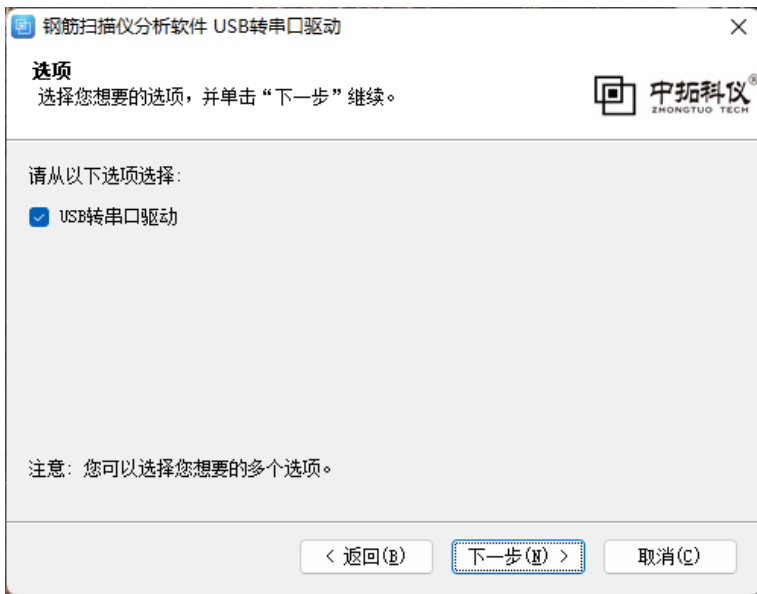 钢筋扫描仪分析软件 USB转串口驱动
选项
选择您想要的选项，并单击“下一步”继续。
中拓科仪®
ZHONGTUO TECH
请从以下选项选择:
USB转串口驱动
注意: 您可以选择您想要的多个选项。
< 返回(B)
下一步(N) >
取消(C)